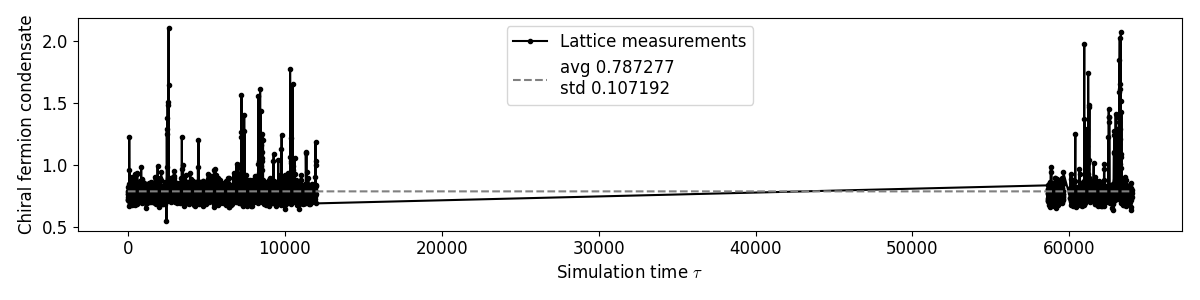 Chiral fermion condensate
2.0
1.5
1.0
0.5
Lattice measurements
avg 0.787277
std 0.107192
0 10000 20000 30000 40000 50000 60000
Simulation time τ